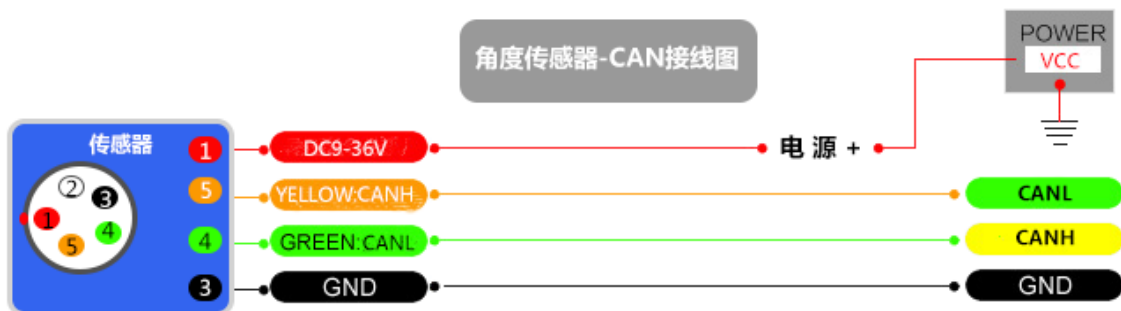 角度传感器-CAN接线图
POWER
VCC
传感器
1
DC9-36V
电源+
2
3
1
4
5
5
YELLOW:CANH
CANL
4
GREEN:CANL
CANH
3
GND
GND